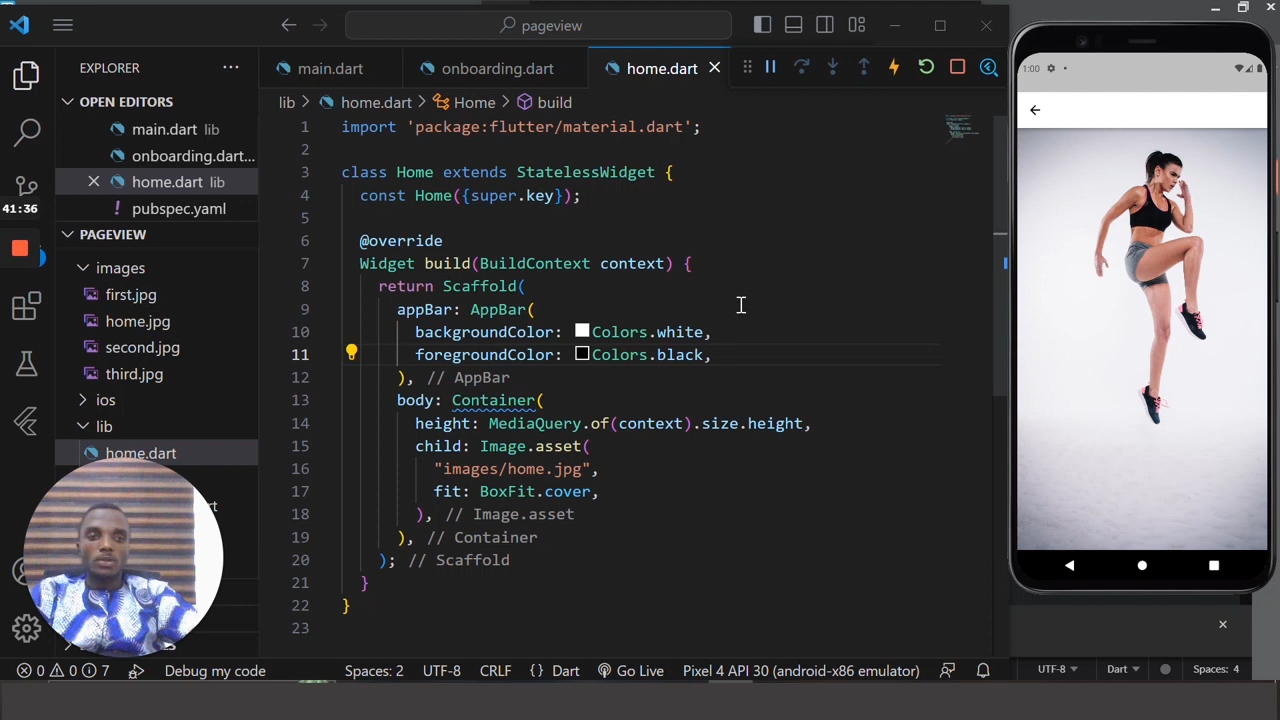 pageview
EXPLORER
main.dart
onboarding.dart
home.dart
OPEN EDITORS
lib
home.dart
Home
build
main.dart lib
onboarding.dart...
home.dart lib
pubspec.yaml
41:36
PAGEVIEW
images
first.jpg
home.jpg
second.jpg
third.jpg
ios
lib
home.dart
1 import 'package:flutter/material.dart';
2
3 class Home extends StatelessWidget {
4 const Home({super.key});
5
6 @override
7 Widget build(BuildContext context) {
8 return Scaffold(
9 appBar: AppBar(
10 backgroundColor: Colors.white,
11 foregroundColor: Colors.black,
12 ), // AppBar
13 body: Container(
14 height: MediaQuery.of(context).size.height,
15 child: Image.asset(
16 "images/home.jpg",
17 fit: BoxFit.cover,
18 ), // Image.asset
19 ), // Container
20 ); // Scaffold
21 }
22 }
23
1:00
0 0 7
Debug my code
Spaces: 2
UTF-8
CRLF
{ } Dart
Go Live
Pixel 4 API 30 (android-x86 emulator)
UTF-8
Dart
Spaces: 4